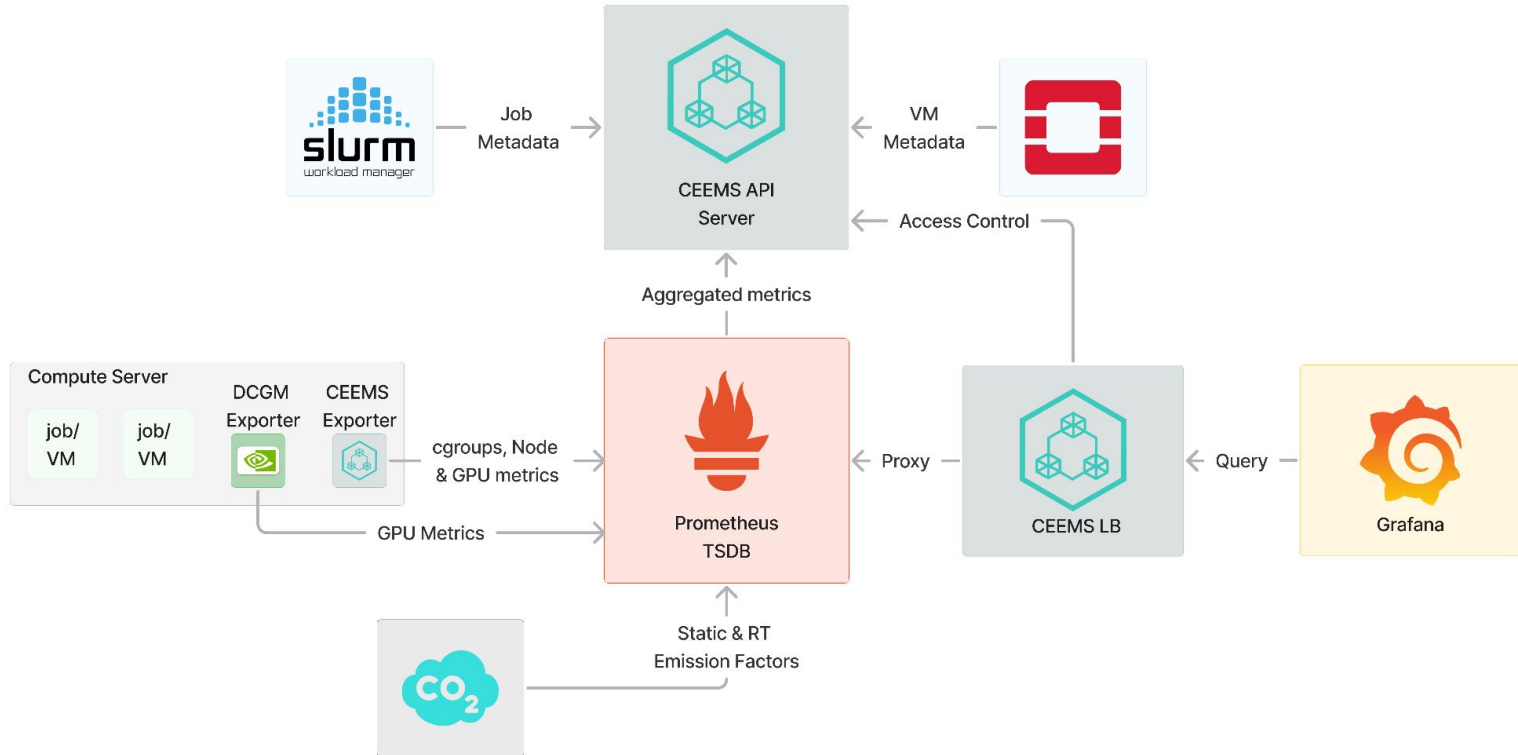 slurm
workload manager
Job
Metadata
CEEMS API
Server
VM
Metadata
Access Control
Aggregated metrics
Compute Server
job/
VM
job/
VM
DCGM
Exporter
CEEMS
Exporter
cgroups, Node
& GPU metrics
GPU Metrics
Prometheus
TSDB
Proxy
CEEMS LB
Query
Grafana
Static & RT
Emission Factors
CO2